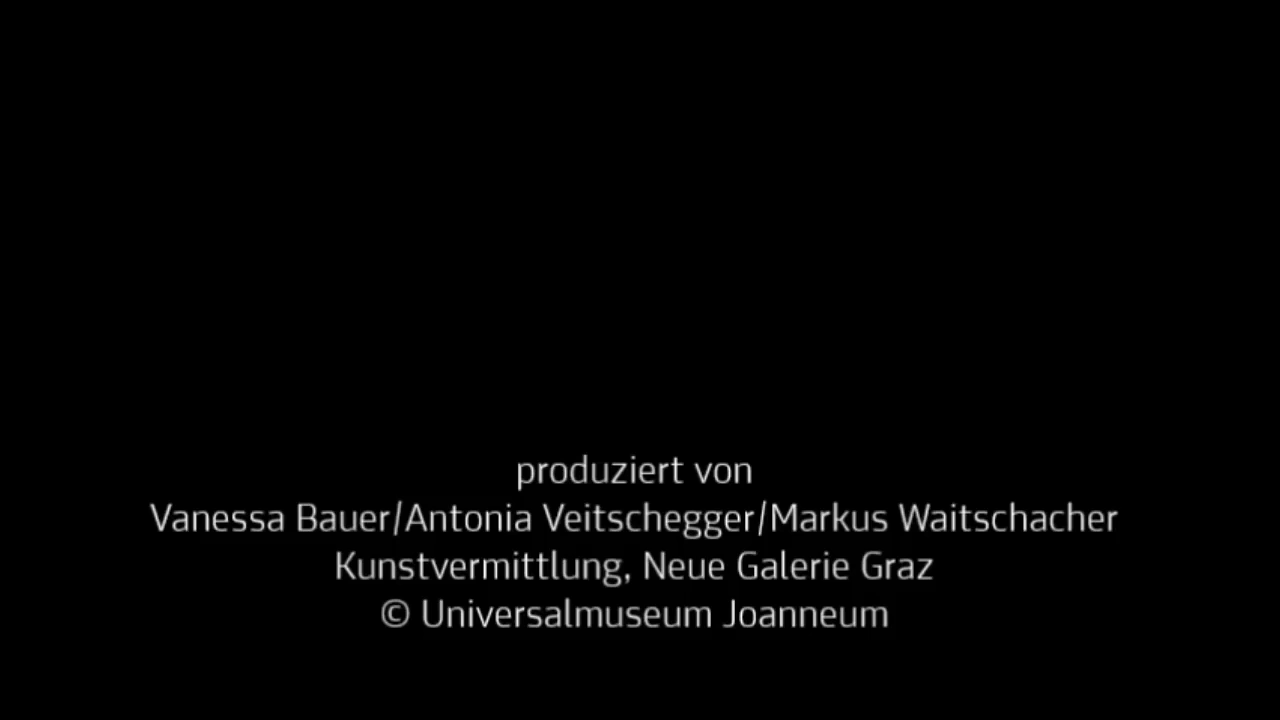 produziert von
Vanessa Bauer/Antonia Veitschegger/Markus Waitschacher
Kunstvermittlung, Neue Galerie Graz
© Universalmuseum Joanneum